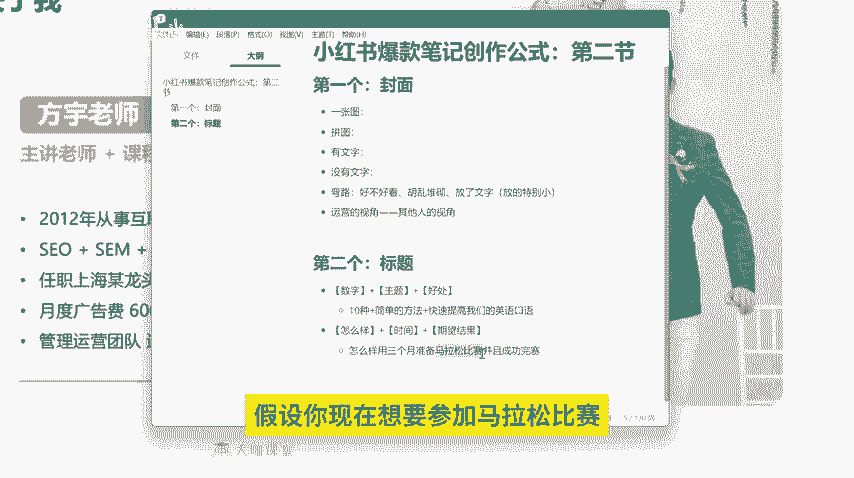 方宇老师
主讲老师 + 课程
• 2012年从事互联
• SEO + SEM +
• 任职上海某龙头
• 月度广告费 600
• 管理运营团队
文件(F) 编辑(E) 段落(P) 格式(O) 视图(V) 主题(T) 帮助(H)
文件 大纲
小红书爆款笔记创作公式：第二节
第一个：封面
第二个：标题
小红书爆款笔记创作公式：第二节
第一个：封面
• 一张图：
• 拼图：
• 有文字：
• 没有文字：
• 弯路：好不好看、胡乱堆砌、放了文字（放的特别小）
• 运营的视角——其他人的视角
第二个：标题
• 【数字】+【主题】+【好处】
○ 10种+简单的方法+快速提高我们的英语口语
• 【怎么样】+【时间】+【期望结果】
○ 怎么样用三个月准备马拉松比赛并且成功完赛
假设你现在想要参加马拉松比赛